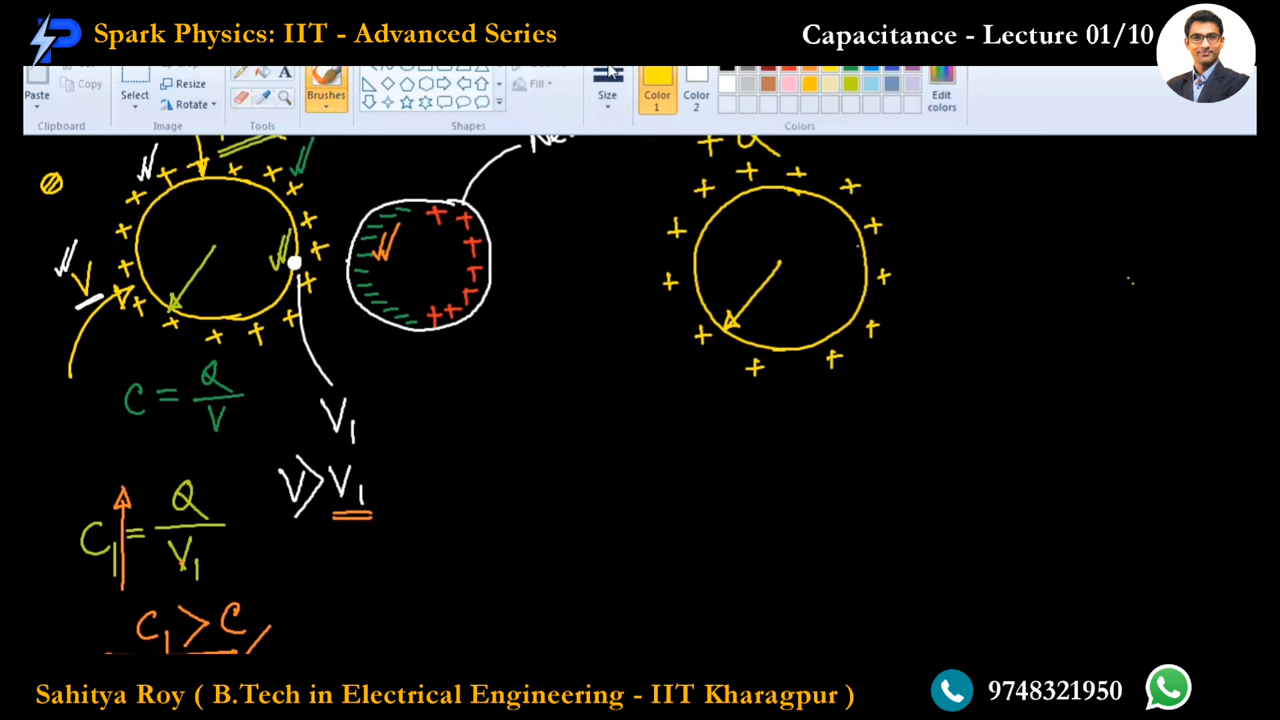 Spark Physics: IIT - Advanced Series
Capacitance - Lecture 01/10
Paste
Copy
Select
Resize
Rotate
Brushes
Fill
Size
Color 1
Color 2
Edit colors
Clipboard
Image
Tools
Shapes
Colors
+ Q
V
C = Q/V
V₁
V > V₁
C₁ = Q/V₁
C₁ > C
Sahitya Roy ( B.Tech in Electrical Engineering - IIT Kharagpur )
9748321950